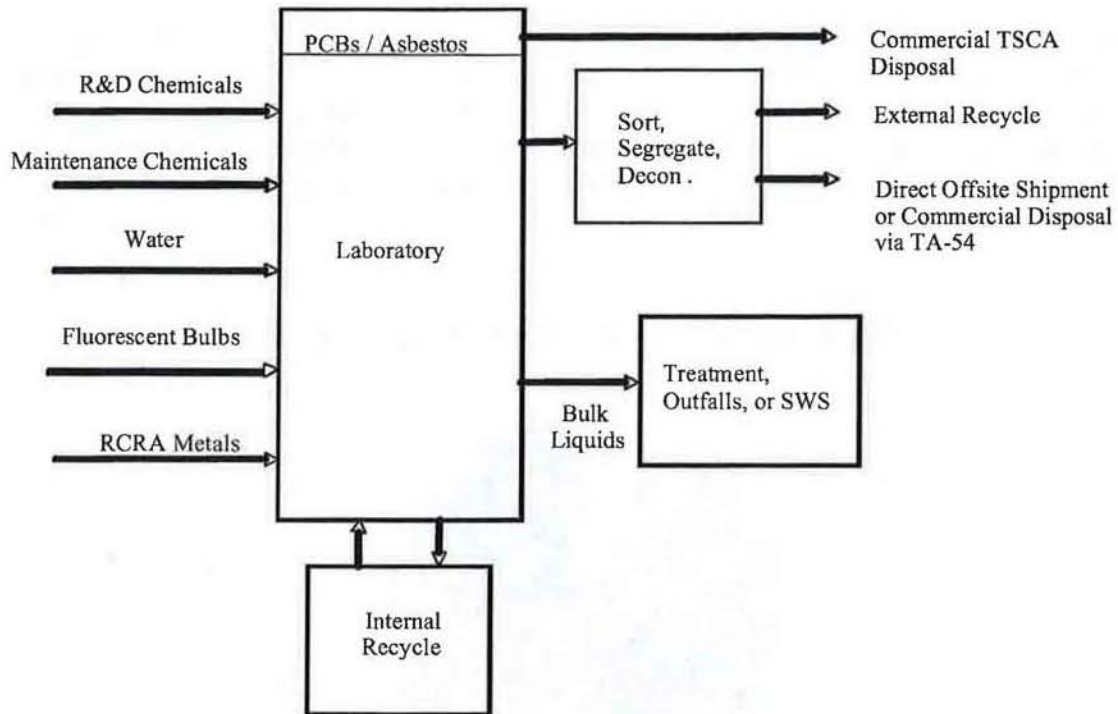 PCBs / Asbestos
Commercial TSCA
Disposal
R&D Chemicals
Sort,
Segregate,
Decon .
External Recycle
Maintenance Chemicals
Direct Offsite Shipment
or Commercial Disposal
via TA-54
Water
Laboratory
Fluorescent Bulbs
Treatment,
Outfalls, or SWS
Bulk
Liquids
RCRA Metals
Internal
Recycle